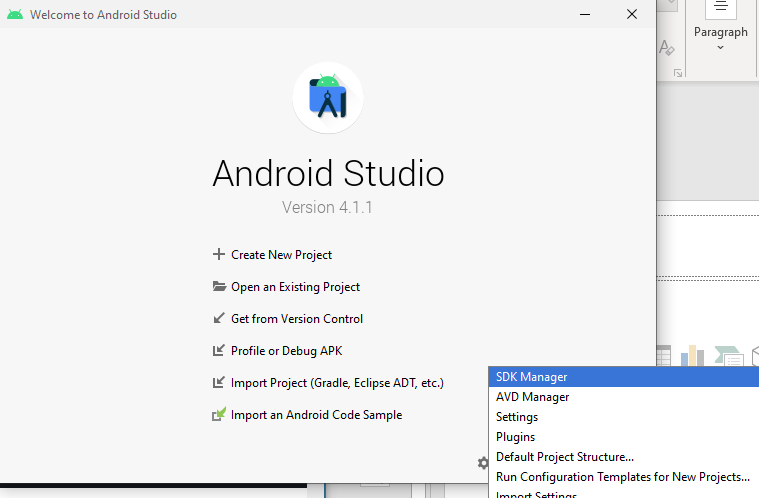 Welcome to Android Studio
Paragraph
Android Studio
Version 4.1.1
Create New Project
Open an Existing Project
Get from Version Control
Profile or Debug APK
Import Project (Gradle, Eclipse ADT, etc.)
Import an Android Code Sample
SDK Manager
AVD Manager
Settings
Plugins
Default Project Structure...
Run Configuration Templates for New Projects...
Import Settings